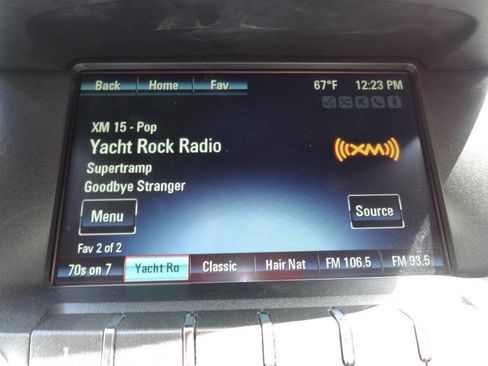 Back Home Fav 67°F 12:23 PM
XM 15 - Pop
Yacht Rock Radio
((XM))
Supertramp
Goodbye Stranger
Menu Source
Fav 2 of 2
70s on 7 Yacht Ro Classic Hair Nat FM 106.5 FM 93.5